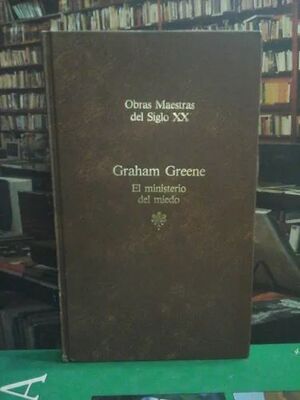 Obras Maestras
del Siglo XX
Graham Greene
El ministerio
del miedo
A